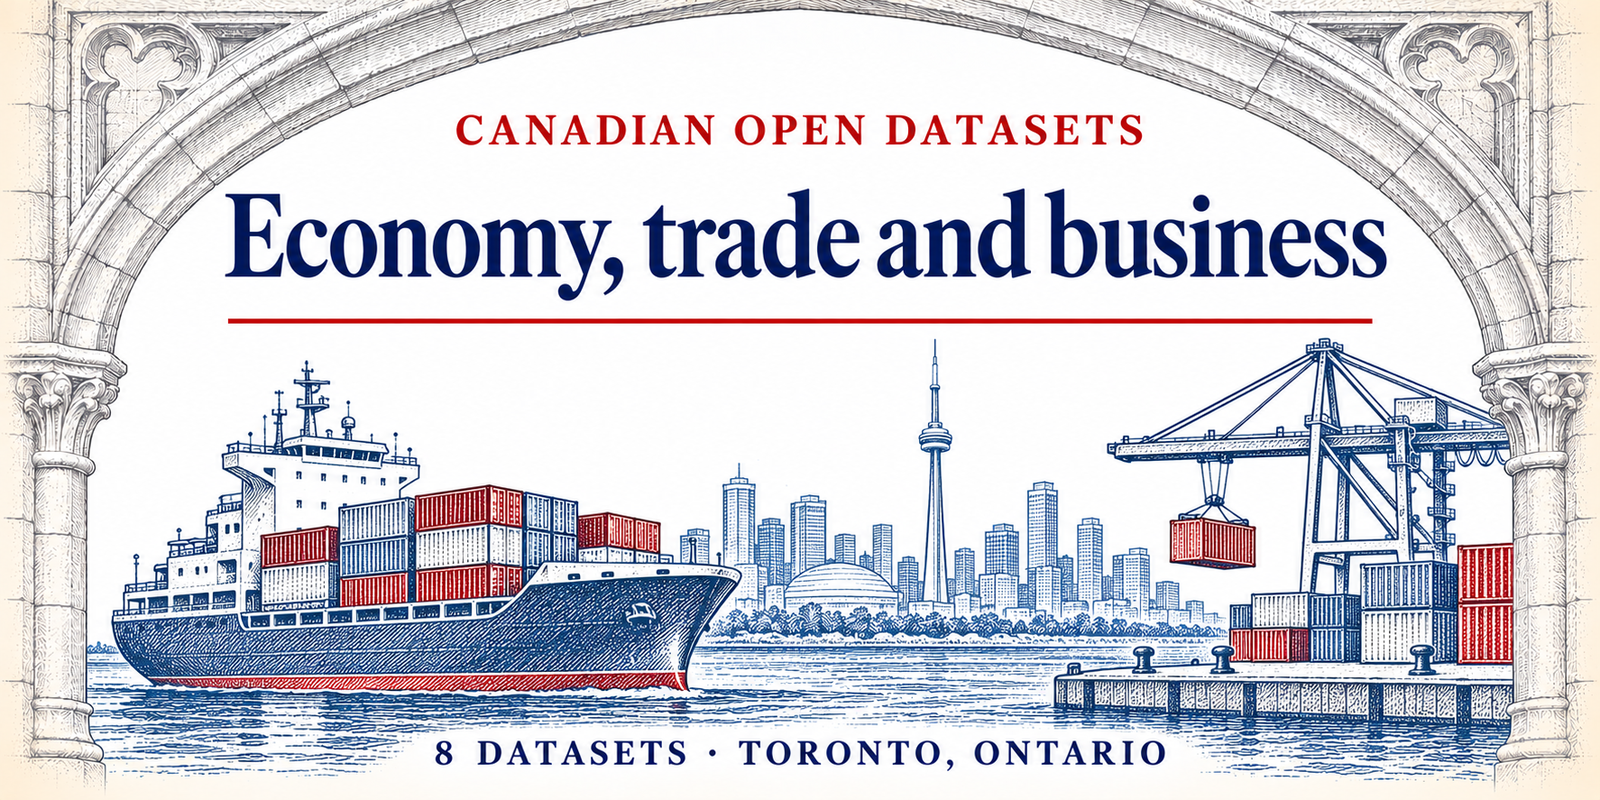 CANADIAN OPEN DATASETS
Economy, trade and business
8 DATASETS · TORONTO, ONTARIO